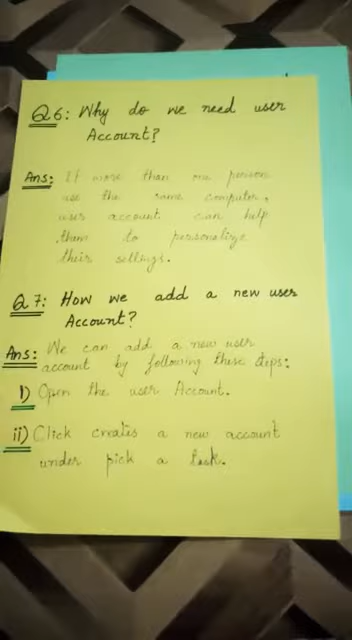 Q6: Why do we need user
Account?
Ans: If more than one person
use the same computer,
user account can help
them to personalize
their settings.
Q 7: How we add a new user
Account?
Ans: We can add a new user
account by following these steps:
i) Open the user Account.
ii) Click creates a new account
under pick a task.